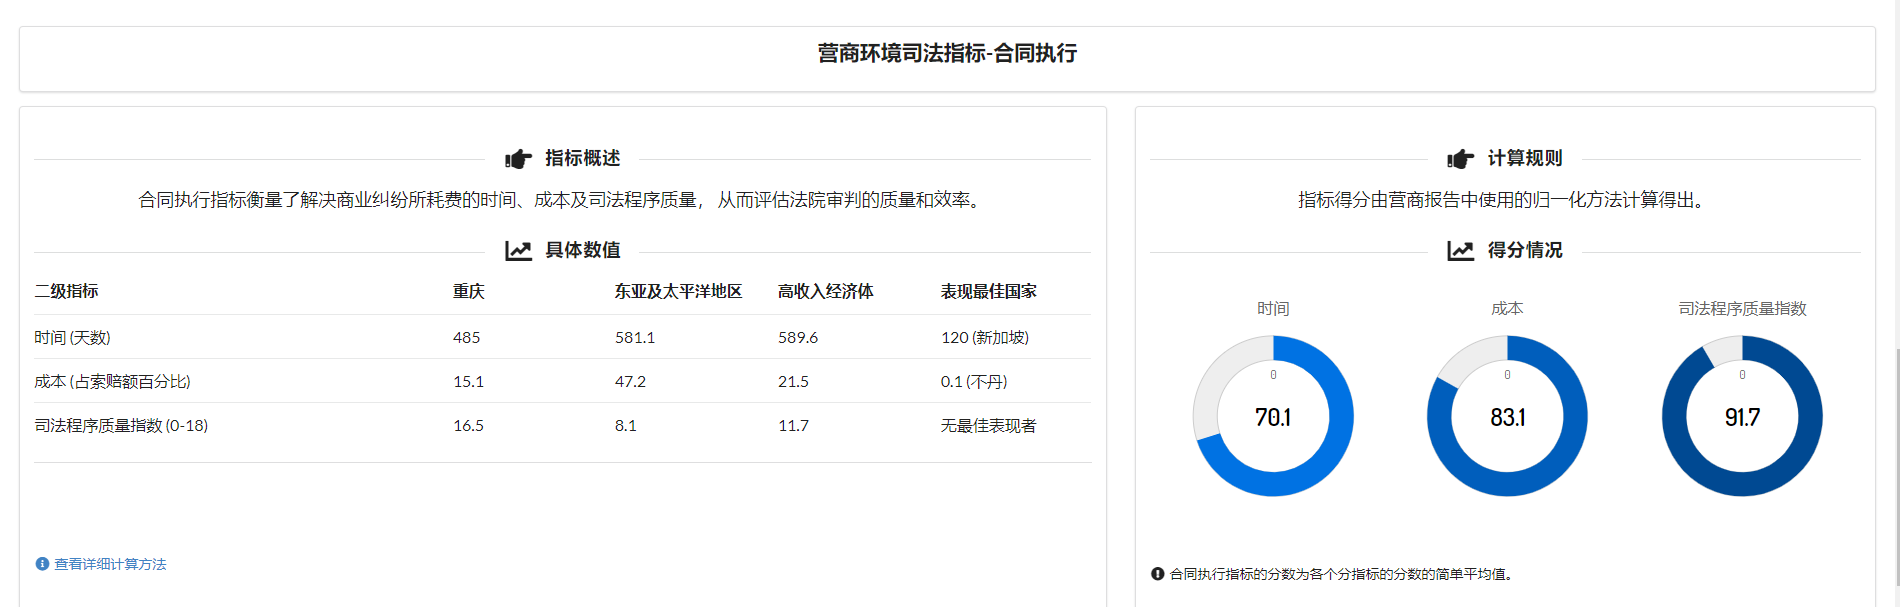 营商环境司法指标-合同执行
指标概述
合同执行指标衡量了解决商业纠纷所耗费的时间、成本及司法程序质量，从而评估法院审判的质量和效率。
具体数值
二级指标 重庆 东亚及太平洋地区 高收入经济体 表现最佳国家
时间 (天数) 485 581.1 589.6 120 (新加坡)
成本 (占索赔额百分比) 15.1 47.2 21.5 0.1 (不丹)
司法程序质量指数 (0-18) 16.5 8.1 11.7 无最佳表现者
查看详细计算方法
计算规则
指标得分由营商报告中使用的归一化方法计算得出。
得分情况
时间 成本 司法程序质量指数
0 0 0
70.1 83.1 91.7
合同执行指标的分数为各个分指标的分数的简单平均值。